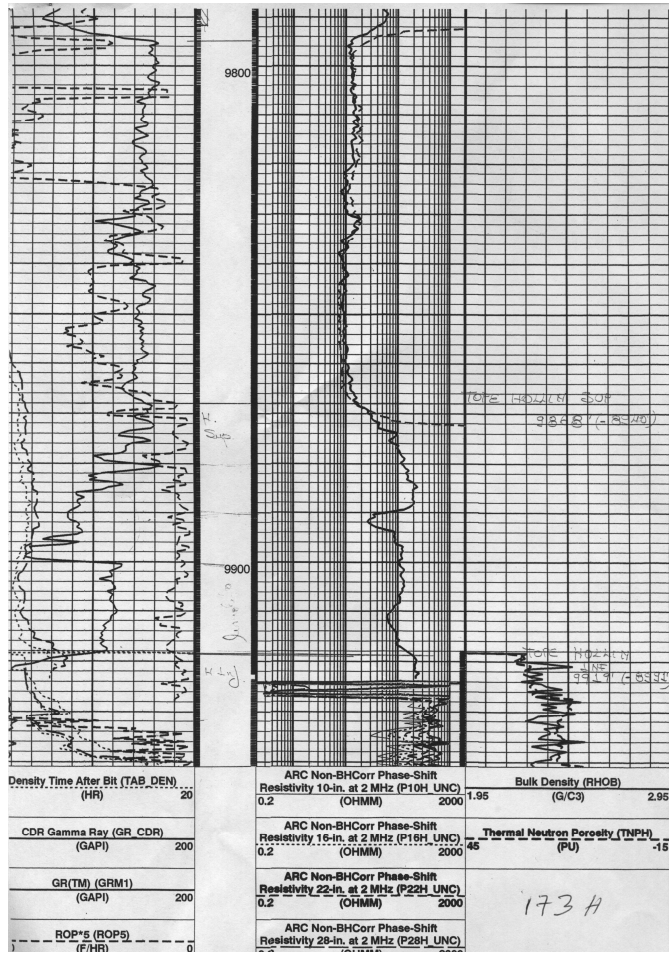 9800
TOPE HOLLIN SUP
H.
Sup
9900
TOPE HOLLIN
INF
Density Time After Bit (TAB_DEN)
(HR) 20
CDR Gamma Ray (GR_CDR)
(GAPI) 200
GR(TM) (GRM1)
(GAPI) 200
ROP*5 (ROP5)
(F/HR) 0
ARC Non-BHCorr Phase-Shift
Resistivity 10-in. at 2 MHz (P10H_UNC)
0.2 (OHMM) 2000
ARC Non-BHCorr Phase-Shift
Resistivity 16-in. at 2 MHz (P16H_UNC)
0.2 (OHMM) 2000
ARC Non-BHCorr Phase-Shift
Resistivity 22-in. at 2 MHz (P22H_UNC)
0.2 (OHMM) 2000
ARC Non-BHCorr Phase-Shift
Resistivity 28-in. at 2 MHz (P28H_UNC)
Bulk Density (RHOB)
1.95 (G/C3) 2.95
Thermal Neutron Porosity (TNPH)
45 (PU) -15
173 H